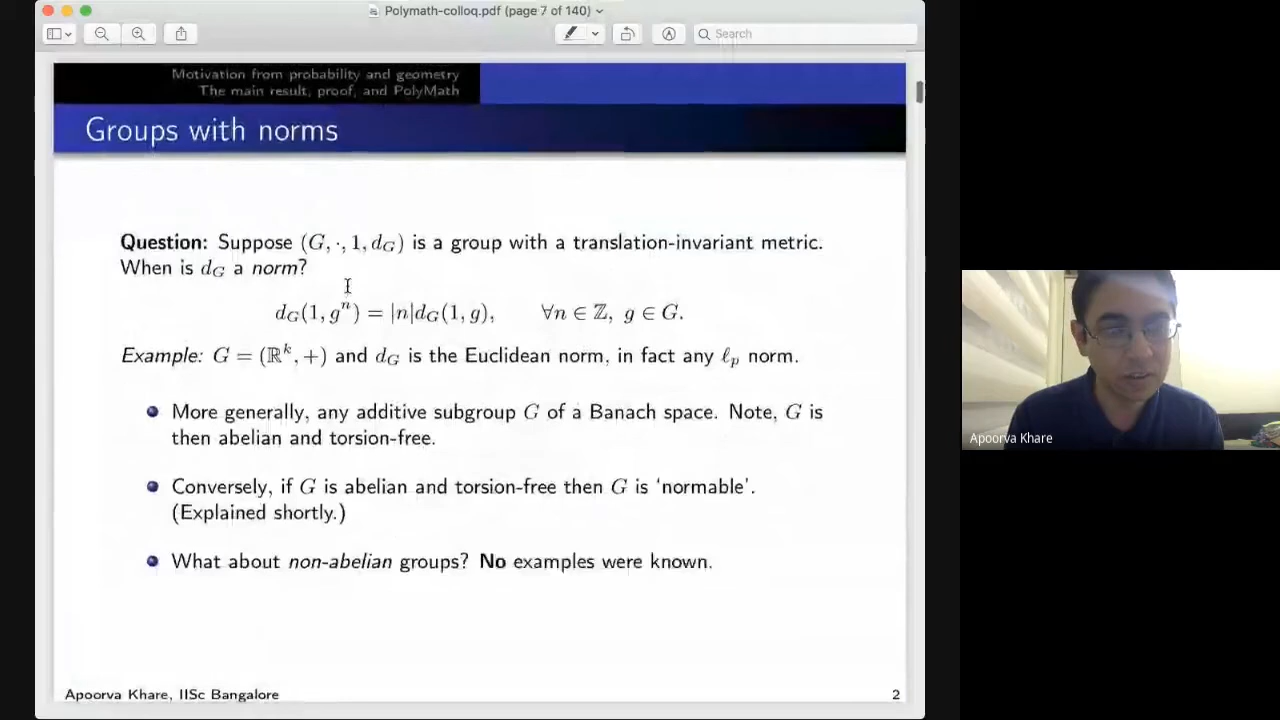 Polymath-colloq.pdf (page 7 of 140)
Search
Motivation from probability and geometry
The main result, proof, and PolyMath
Groups with norms
Question: Suppose (G, ·, 1, d_G) is a group with a translation-invariant metric.
When is d_G a norm?
d_G(1, g^n) = |n|d_G(1, g), ∀n ∈ ℤ, g ∈ G.
Example: G = (ℝ^k, +) and d_G is the Euclidean norm, in fact any ℓ_p norm.
More generally, any additive subgroup G of a Banach space. Note, G is
then abelian and torsion-free.
Conversely, if G is abelian and torsion-free then G is ‘normable’.
(Explained shortly.)
What about non-abelian groups? No examples were known.
Apoorva Khare, IISc Bangalore
2
Apoorva Khare